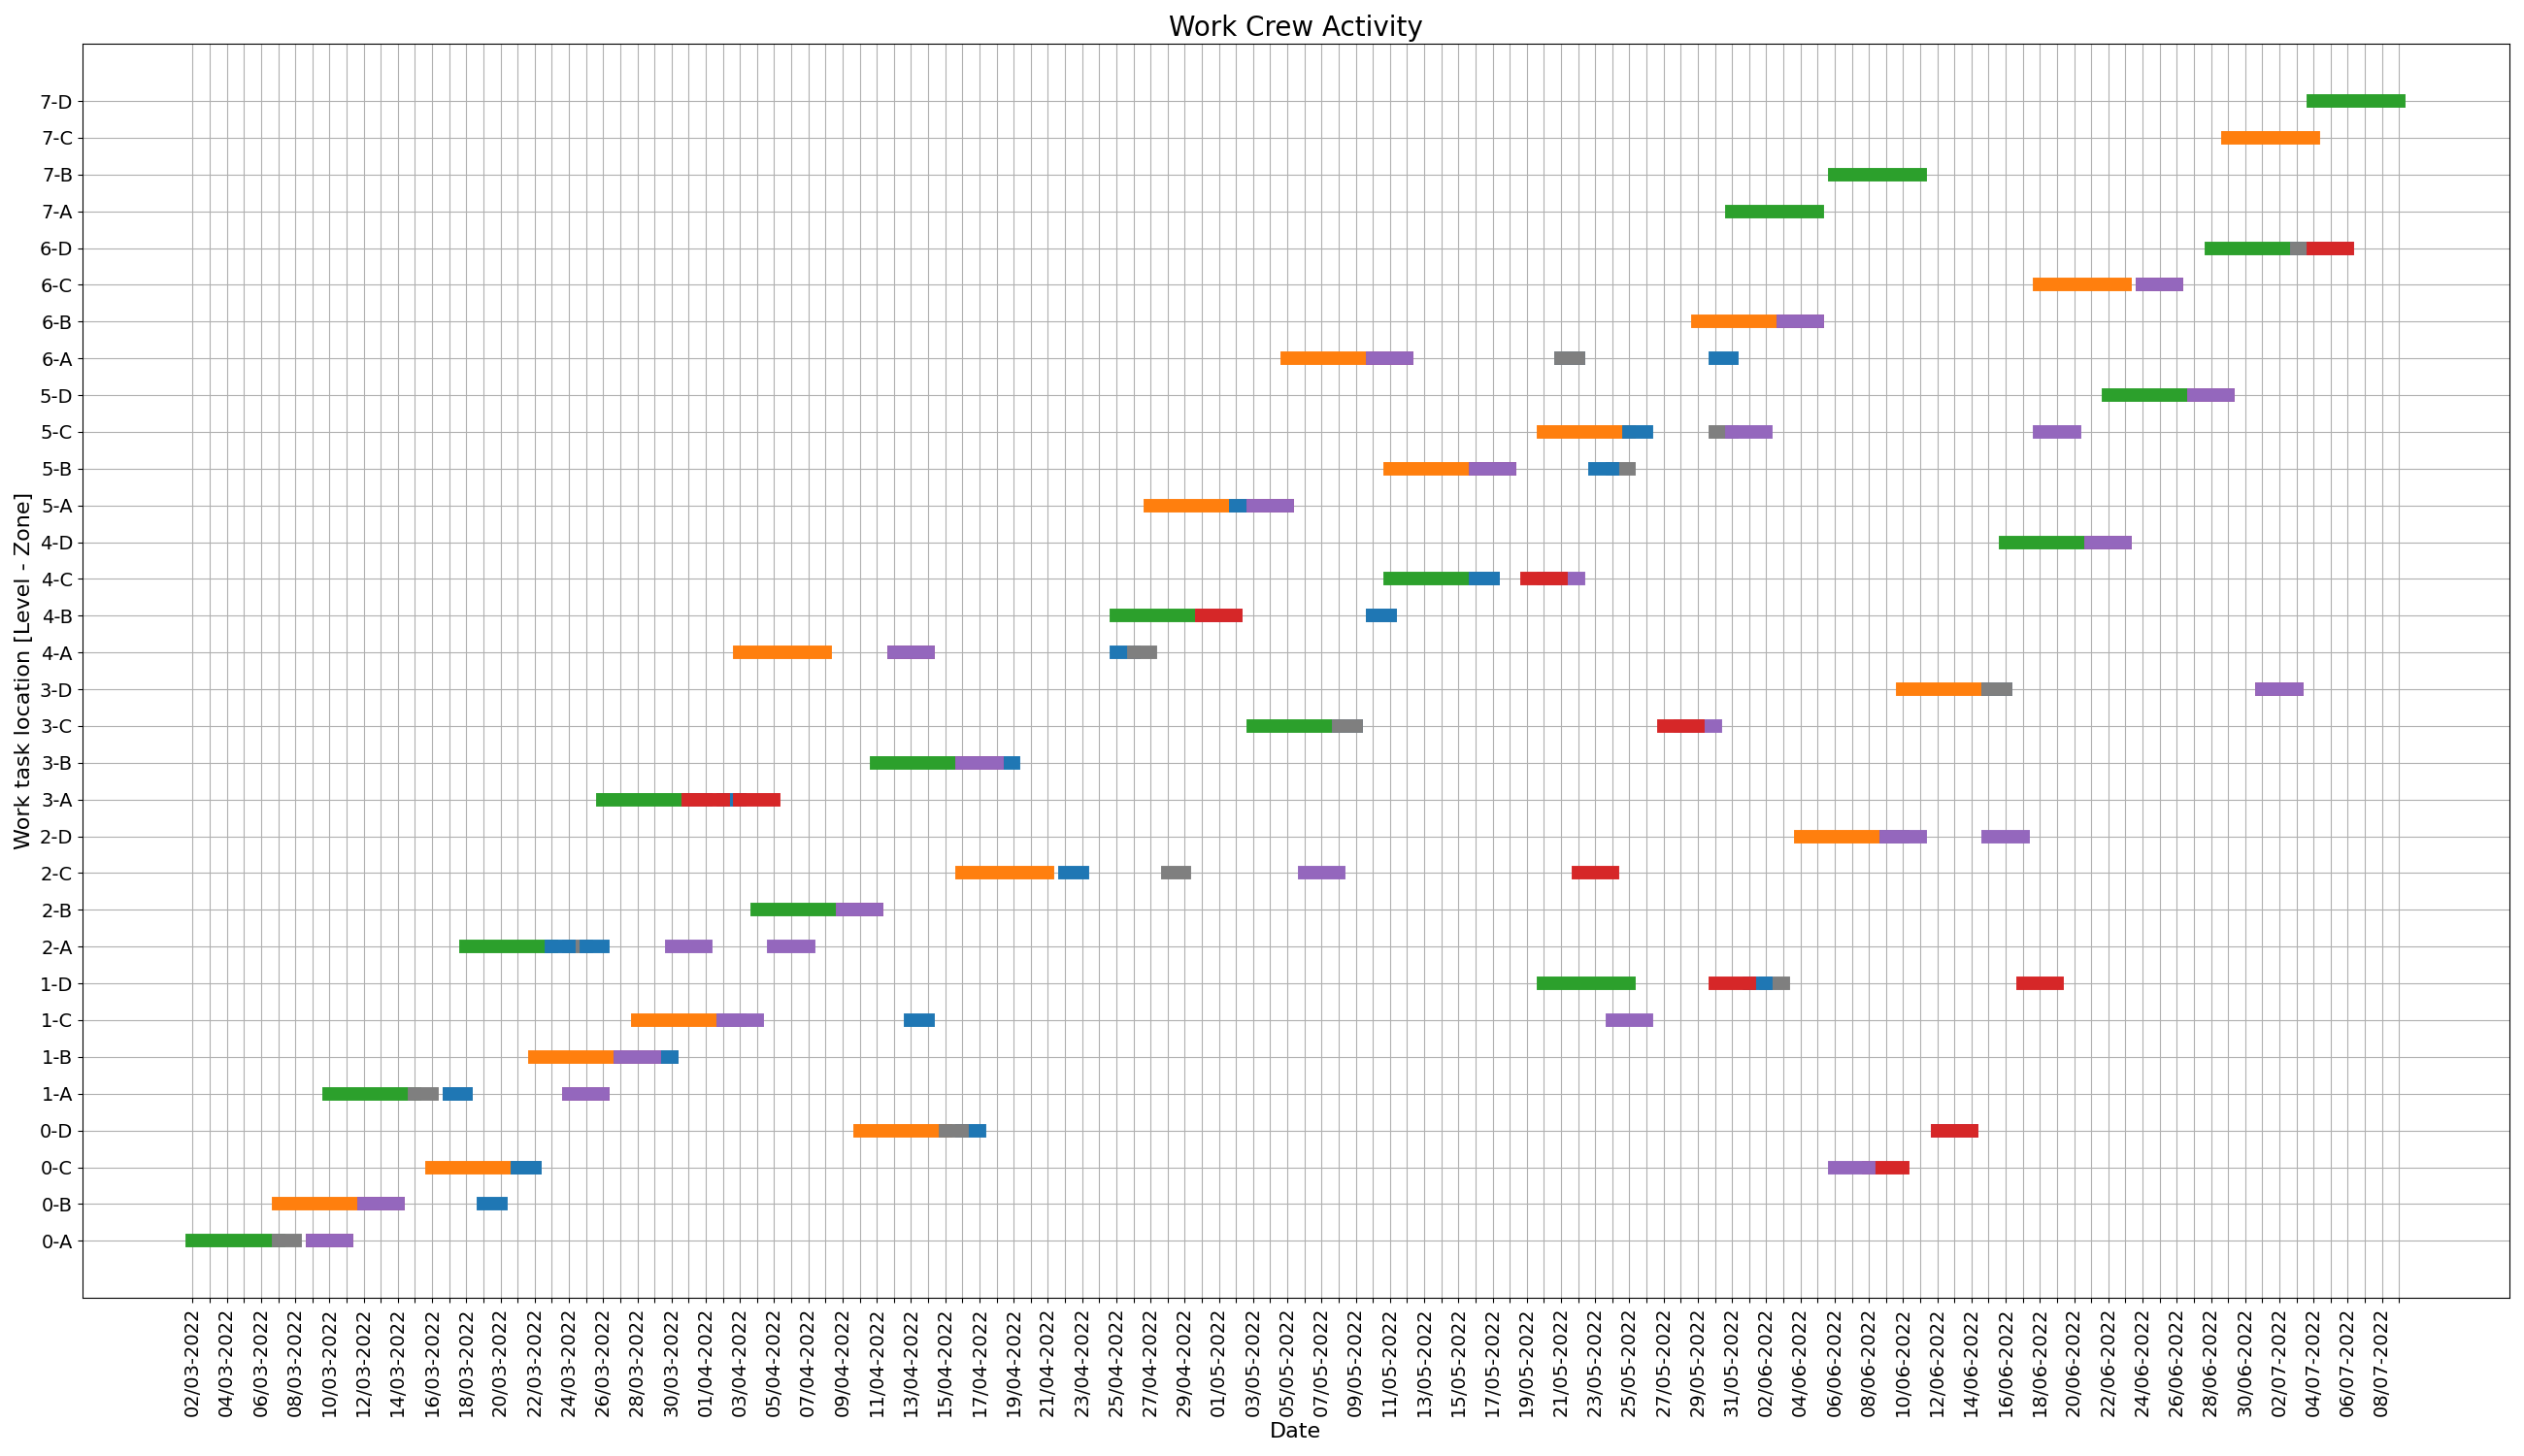 Work Crew Activity
Work task location [Level - Zone]
7-D
7-C
7-B
7-A
6-D
6-C
6-B
6-A
5-D
5-C
5-B
5-A
4-D
4-C
4-B
4-A
3-D
3-C
3-B
3-A
2-D
2-C
2-B
2-A
1-D
1-C
1-B
1-A
0-D
0-C
0-B
0-A
02/03-2022
04/03-2022
06/03-2022
08/03-2022
10/03-2022
12/03-2022
14/03-2022
16/03-2022
18/03-2022
20/03-2022
22/03-2022
24/03-2022
26/03-2022
28/03-2022
30/03-2022
01/04-2022
03/04-2022
05/04-2022
07/04-2022
09/04-2022
11/04-2022
13/04-2022
15/04-2022
17/04-2022
19/04-2022
21/04-2022
23/04-2022
25/04-2022
27/04-2022
29/04-2022
01/05-2022
03/05-2022
05/05-2022
07/05-2022
09/05-2022
11/05-2022
13/05-2022
15/05-2022
17/05-2022
19/05-2022
21/05-2022
23/05-2022
25/05-2022
27/05-2022
29/05-2022
31/05-2022
02/06-2022
04/06-2022
06/06-2022
08/06-2022
10/06-2022
12/06-2022
14/06-2022
16/06-2022
18/06-2022
20/06-2022
22/06-2022
24/06-2022
26/06-2022
28/06-2022
30/06-2022
02/07-2022
04/07-2022
06/07-2022
08/07-2022
Date